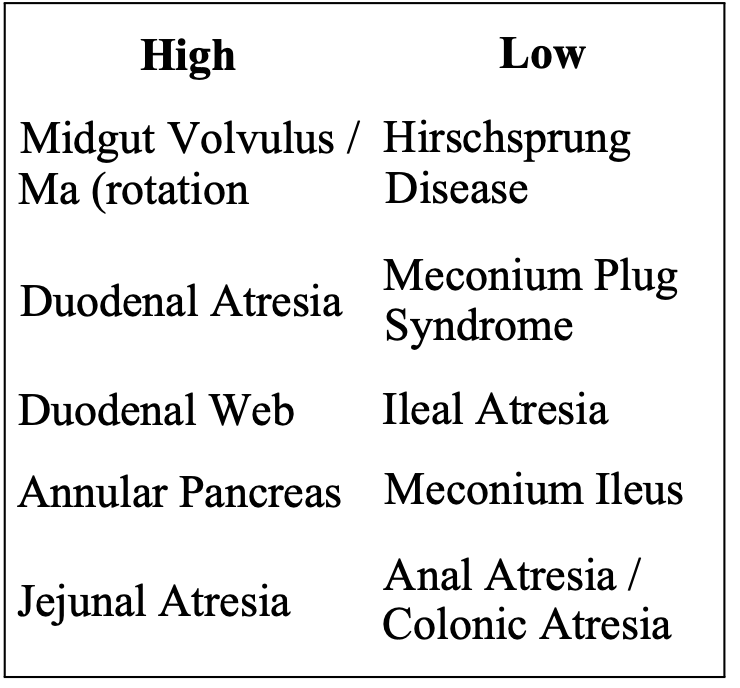 High Low
Midgut Volvulus / Hirschsprung
Ma (rotation Disease
Duodenal Atresia Meconium Plug
Syndrome
Duodenal Web Ileal Atresia
Annular Pancreas Meconium Ileus
Jejunal Atresia Anal Atresia /
Colonic Atresia